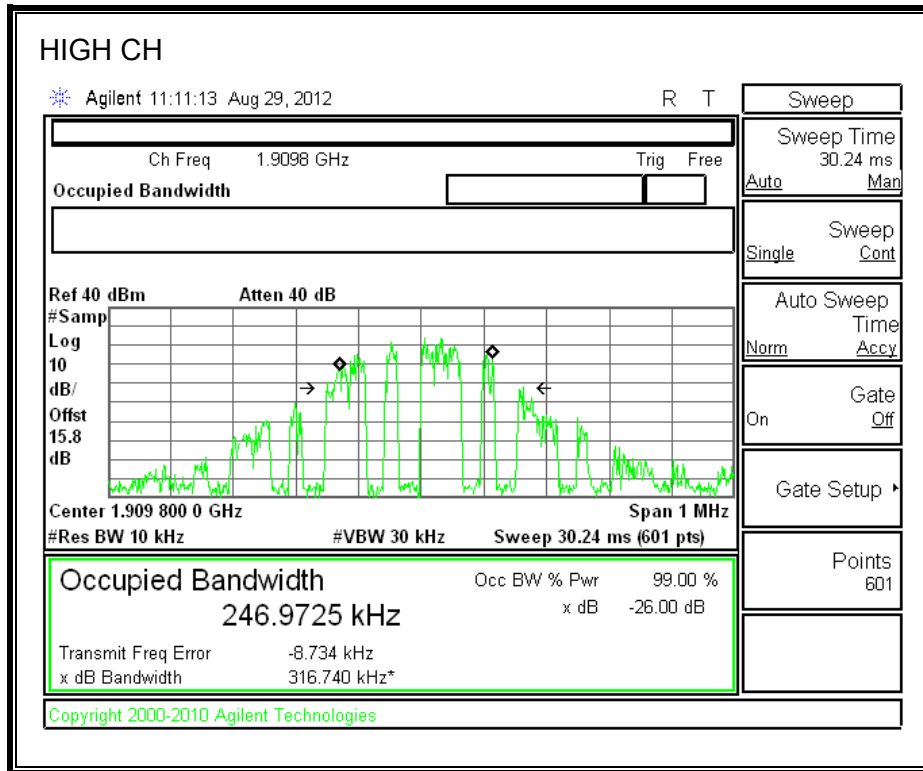 HIGH CH
Agilent 11:11:13 Aug 29, 2012 R T
Ch Freq 1.9098 GHz Trig Free
Occupied Bandwidth
Ref 40 dBm Atten 40 dB
#Samp
Log
10
dB/
Offst
15.8
dB
Center 1.909 800 0 GHz Span 1 MHz
#Res BW 10 kHz #VBW 30 kHz Sweep 30.24 ms (601 pts)
Occupied Bandwidth Occ BW % Pwr 99.00 %
246.9725 kHz x dB -26.00 dB
Transmit Freq Error -8.734 kHz
x dB Bandwidth 316.740 kHz*
Copyright 2000-2010 Agilent Technologies
Sweep
Sweep Time
30.24 ms
Auto Man
Sweep
Single Cont
Auto Sweep
Time
Norm Accy
Gate
On Off
Gate Setup
Points
601